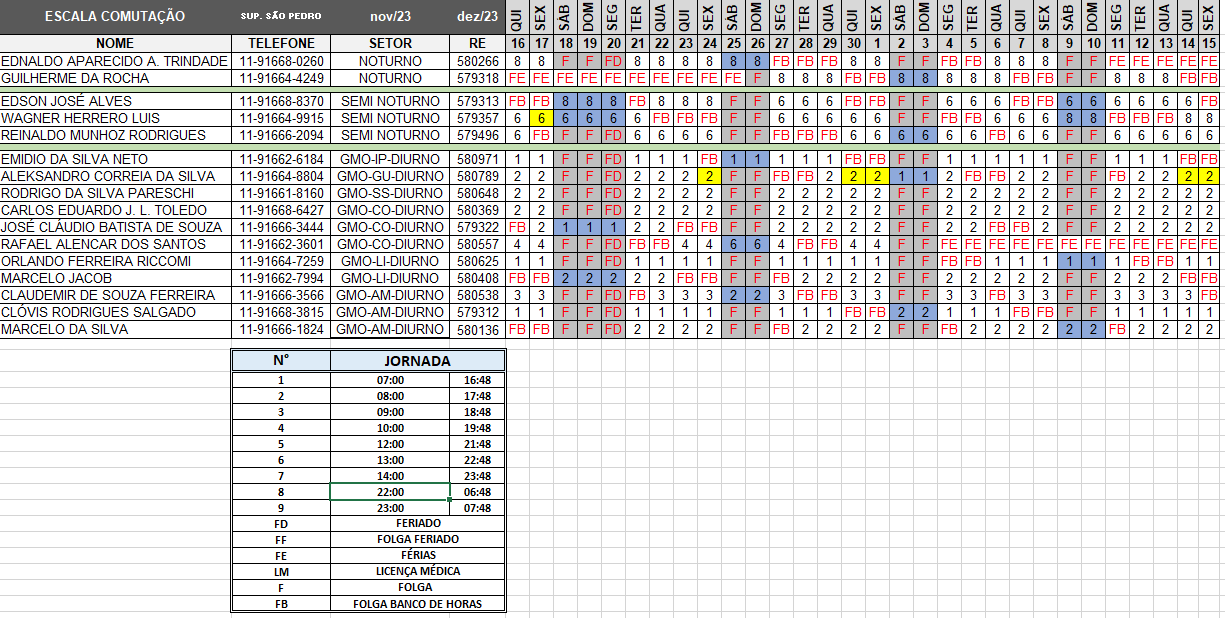 ESCALA COMUTAÇÃO SUP. SÃO PEDRO nov/23 dez/23 QUI SEX SÀB DOM SEG TER QUA QUI SEX SÀB DOM SEG TER QUA QUI SEX SÀB DOM SEG TER QUA QUI SEX SÀB DOM SEG TER QUA QUI SEX
NOME TELEFONE SETOR RE 16 17 18 19 20 21 22 23 24 25 26 27 28 29 30 1 2 3 4 5 6 7 8 9 10 11 12 13 14 15
EDNALDO APARECIDO A. TRINDADE 11-91668-0260 NOTURNO 580266 8 8 F F FD 8 8 8 8 8 8 FB FB FB 8 8 F F FB FB 8 8 8 F F FE FE FE FE FE
GUILHERME DA ROCHA 11-91664-4249 NOTURNO 579318 FE FE FE FE FE FE FE FE FE FE F 8 8 8 FB FB 8 8 8 8 8 FB FB F F 8 8 8 FB FB
EDSON JOSÉ ALVES 11-91668-8370 SEMI NOTURNO 579313 FB FB 8 8 8 FB 8 8 8 F F 6 6 6 FB FB F F 6 6 6 FB FB 6 6 6 6 6 6 FB
WAGNER HERRERO LUIS 11-91664-9915 SEMI NOTURNO 579357 6 6 6 6 6 6 FB FB FB F F 6 6 6 6 6 F F FB FB 6 6 6 8 8 FB FB FB 8 8
REINALDO MUNHOZ RODRIGUES 11-91666-2094 SEMI NOTURNO 579496 6 FB F F FD 6 6 6 6 F F FB FB FB 6 6 6 6 6 6 FB 6 6 F F 6 6 6 6 6
EMIDIO DA SILVA NETO 11-91662-6184 GMO-IP-DIURNO 580971 1 1 F F FD 1 1 1 FB 1 1 1 1 1 FB FB F F 1 1 1 1 1 F F 1 1 1 FB FB
ALEKSANDRO CORREIA DA SILVA 11-91664-8804 GMO-GU-DIURNO 580789 2 2 F F FD 2 2 2 2 F F FB FB 2 2 2 1 1 2 FB FB 2 2 F F FB 2 2 2 2
RODRIGO DA SILVA PARESCHI 11-91661-8160 GMO-SS-DIURNO 580648 2 2 F F FD 2 2 2 2 F F 2 2 2 2 2 F F 2 2 2 2 2 F F 2 2 2 2 2
CARLOS EDUARDO J. L. TOLEDO 11-91668-6427 GMO-CO-DIURNO 580369 2 2 F F FD 2 2 2 2 F F 2 2 2 2 2 F F 2 2 2 2 2 F F 2 2 2 2 2
JOSÉ CLÁUDIO BATISTA DE SOUZA 11-91666-3444 GMO-CO-DIURNO 579322 FB 2 1 1 1 2 2 FB FB F F 2 2 2 2 2 F F 2 2 FB FB 2 F F 2 2 2 2 2
RAFAEL ALENCAR DOS SANTOS 11-91662-3601 GMO-CO-DIURNO 580557 4 4 F F FD FB FB 4 4 6 6 4 FB FB 4 4 F F FE FE FE FE FE FE FE FE FE FE FE FE
ORLANDO FERREIRA RICCOMI 11-91664-7259 GMO-LI-DIURNO 580625 1 1 F F FD 1 1 1 1 F F 1 1 1 1 1 F F FB FB 1 1 1 1 1 1 FB FB 1 1
MARCELO JACOB 11-91662-7994 GMO-LI-DIURNO 580408 FB FB 2 2 2 2 2 FB FB F F FB 2 2 2 2 F F 2 2 2 2 2 F F 2 2 2 FB FB
CLAUDEMIR DE SOUZA FERREIRA 11-91666-3566 GMO-AM-DIURNO 580538 3 3 F F FD FB 3 3 3 2 2 3 FB FB 3 3 F F 3 3 FB 3 3 F F 3 3 3 3 FB
CLÓVIS RODRIGUES SALGADO 11-91668-3815 GMO-AM-DIURNO 579312 1 1 F F FD 1 1 1 1 F F 1 1 1 FB FB 2 2 1 1 1 FB FB F F 1 1 1 1 1
MARCELO DA SILVA 11-91666-1824 GMO-AM-DIURNO 580136 FB FB F F FD 2 2 2 2 F F FB 2 2 2 2 F F FB 2 2 2 2 2 2 FB 2 2 2 2
N° JORNADA
1 07:00 16:48
2 08:00 17:48
3 09:00 18:48
4 10:00 19:48
5 12:00 21:48
6 13:00 22:48
7 14:00 23:48
8 22:00 06:48
9 23:00 07:48
FD FERIADO
FF FOLGA FERIADO
FE FÉRIAS
LM LICENÇA MÉDICA
F FOLGA
FB FOLGA BANCO DE HORAS